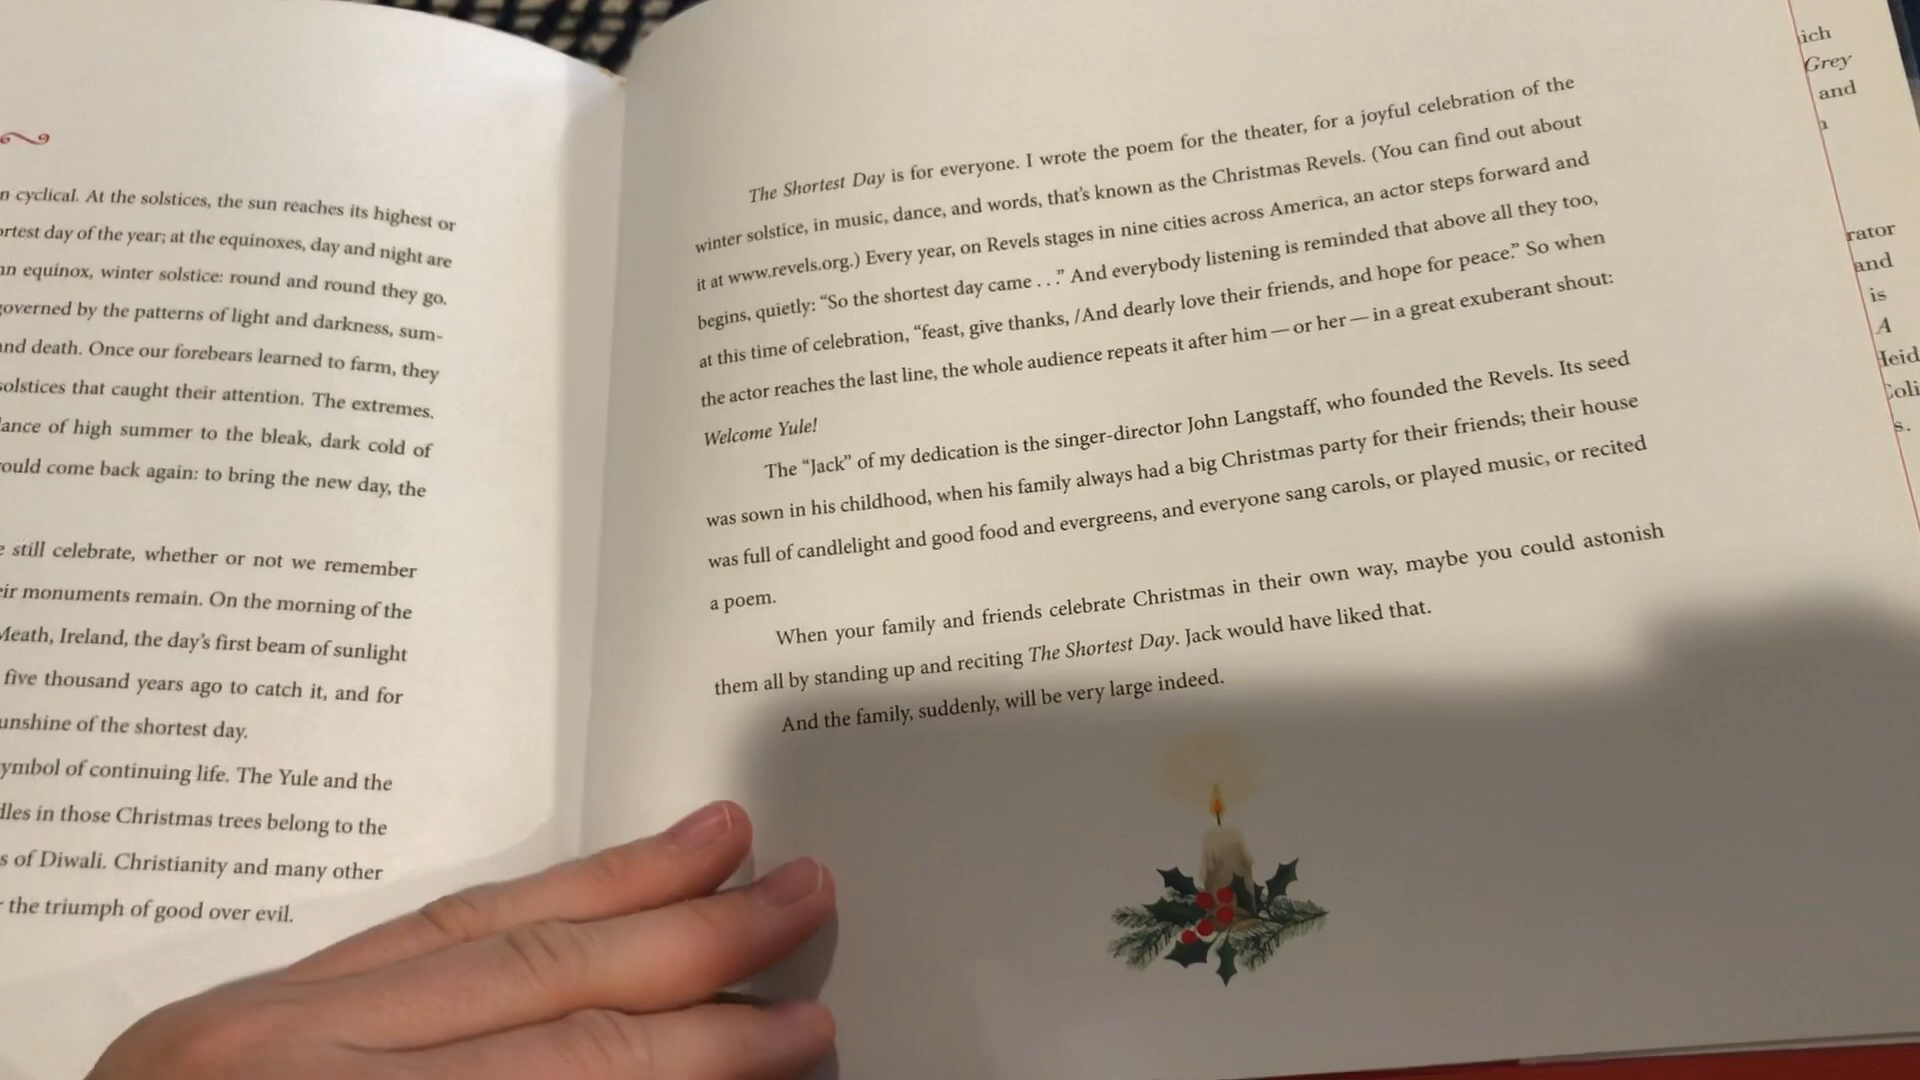 cyclical. At the solstices, the sun reaches its highest or
day of the year; at the equinoxes, day and night are
equinox, winter solstice: round and round they go.
governed by the patterns of light and darkness, sum-
and death. Once our forebears learned to farm, they
solstices that caught their attention. The extremes.
of high summer to the bleak, dark cold of
would come back again: to bring the new day, the
still celebrate, whether or not we remember
monuments remain. On the morning of the
Meath, Ireland, the day's first beam of sunlight
five thousand years ago to catch it, and for
sunshine of the shortest day.
symbol of continuing life. The Yule and the
in those Christmas trees belong to the
of Diwali. Christianity and many other
the triumph of good over evil.
The Shortest Day is for everyone. I wrote the poem for the theater, for a joyful celebration of the
winter solstice, in music, dance, and words, that's known as the Christmas Revels. (You can find out about
it at www.revels.org.) Every year, on Revels stages in nine cities across America, an actor steps forward and
begins, quietly: “So the shortest day came . . .” And everybody listening is reminded that above all they too,
at this time of celebration, “feast, give thanks, /And dearly love their friends, and hope for peace.” So when
the actor reaches the last line, the whole audience repeats it after him — or her — in a great exuberant shout:
Welcome Yule!
The “Jack” of my dedication is the singer-director John Langstaff, who founded the Revels. Its seed
was sown in his childhood, when his family always had a big Christmas party for their friends; their house
was full of candlelight and good food and evergreens, and everyone sang carols, or played music, or recited
a poem.
When your family and friends celebrate Christmas in their own way, maybe you could astonish
them all by standing up and reciting The Shortest Day. Jack would have liked that.
And the family, suddenly, will be very large indeed.
Grey
and
and
is
A